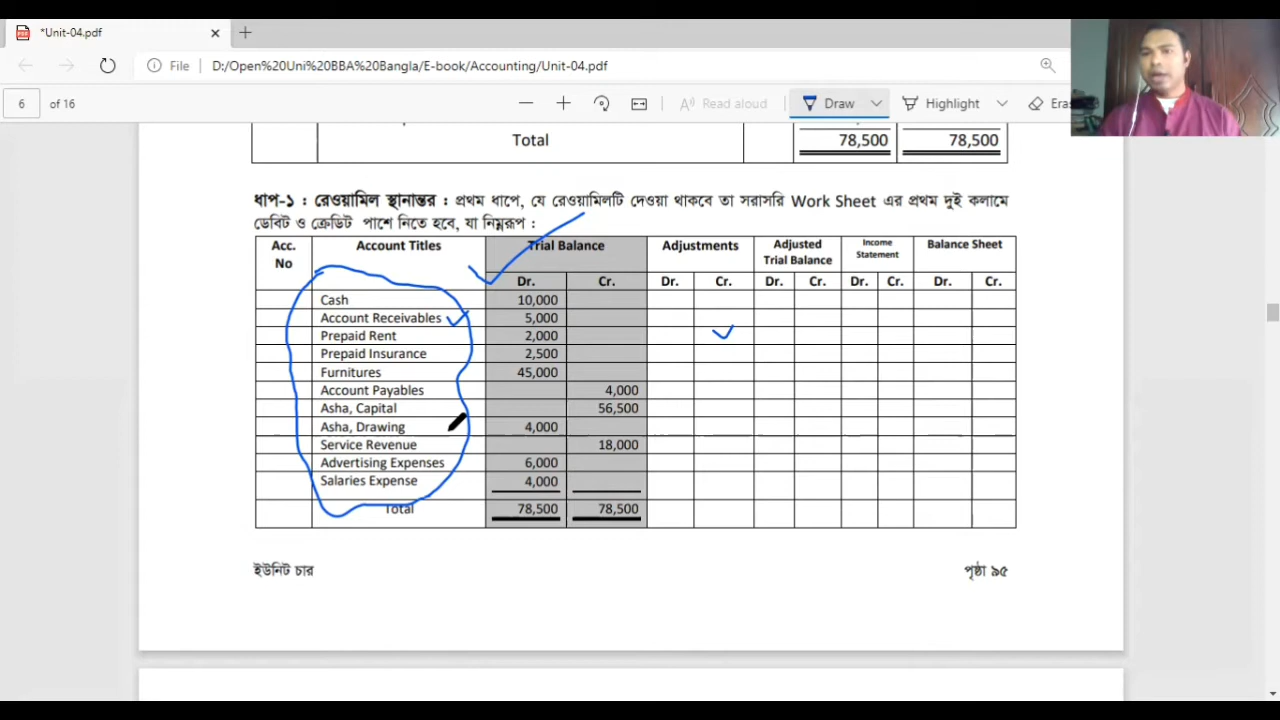 *Unit-04.pdf
File D:/Open%20Uni%20BBA%20Bangla/E-book/Accounting/Unit-04.pdf
6 of 16 Read aloud Draw Highlight
Total 78,500 78,500
ধাপ-১ : রেওয়ামিল স্থানান্তর : প্রথম ধাপে, যে রেওয়ামিলটি দেওয়া থাকবে তা সরাসরি Work Sheet এর প্রথম দুই কলামে
ডেবিট ও ক্রেডিট পাশে নিতে হবে, যা নিম্নরূপ :
Acc. No Account Titles Trial Balance Adjustments Adjusted Trial Balance Income Statement Balance Sheet
Dr. Cr. Dr. Cr. Dr. Cr. Dr. Cr. Dr. Cr.
Cash 10,000
Account Receivables 5,000
Prepaid Rent 2,000
Prepaid Insurance 2,500
Furnitures 45,000
Account Payables 4,000
Asha, Capital 56,500
Asha, Drawing 4,000
Service Revenue 18,000
Advertising Expenses 6,000
Salaries Expense 4,000
Total 78,500 78,500
ইউনিট চার পৃষ্ঠা ৯৫